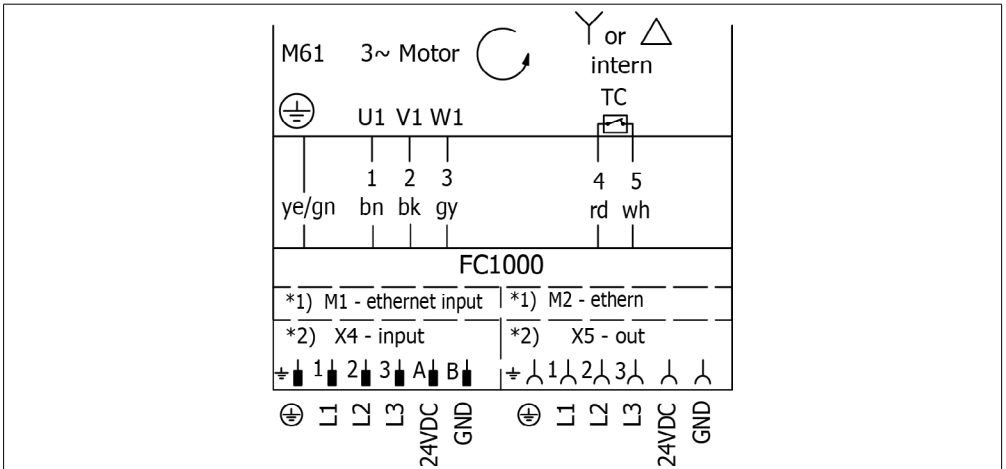 M61 3~ Motor or
intern
TC
U1 V1 W1
1 2 3 4 5
ye/gn bn bk gy rd wh
FC1000
*1) M1 - ethernet input *1) M2 - ethern
*2) X4 - input *2) X5 - out
1 2 3 A B 1 2 3
L1 L2 L3 24VDC GND L1 L2 L3 24VDC GND